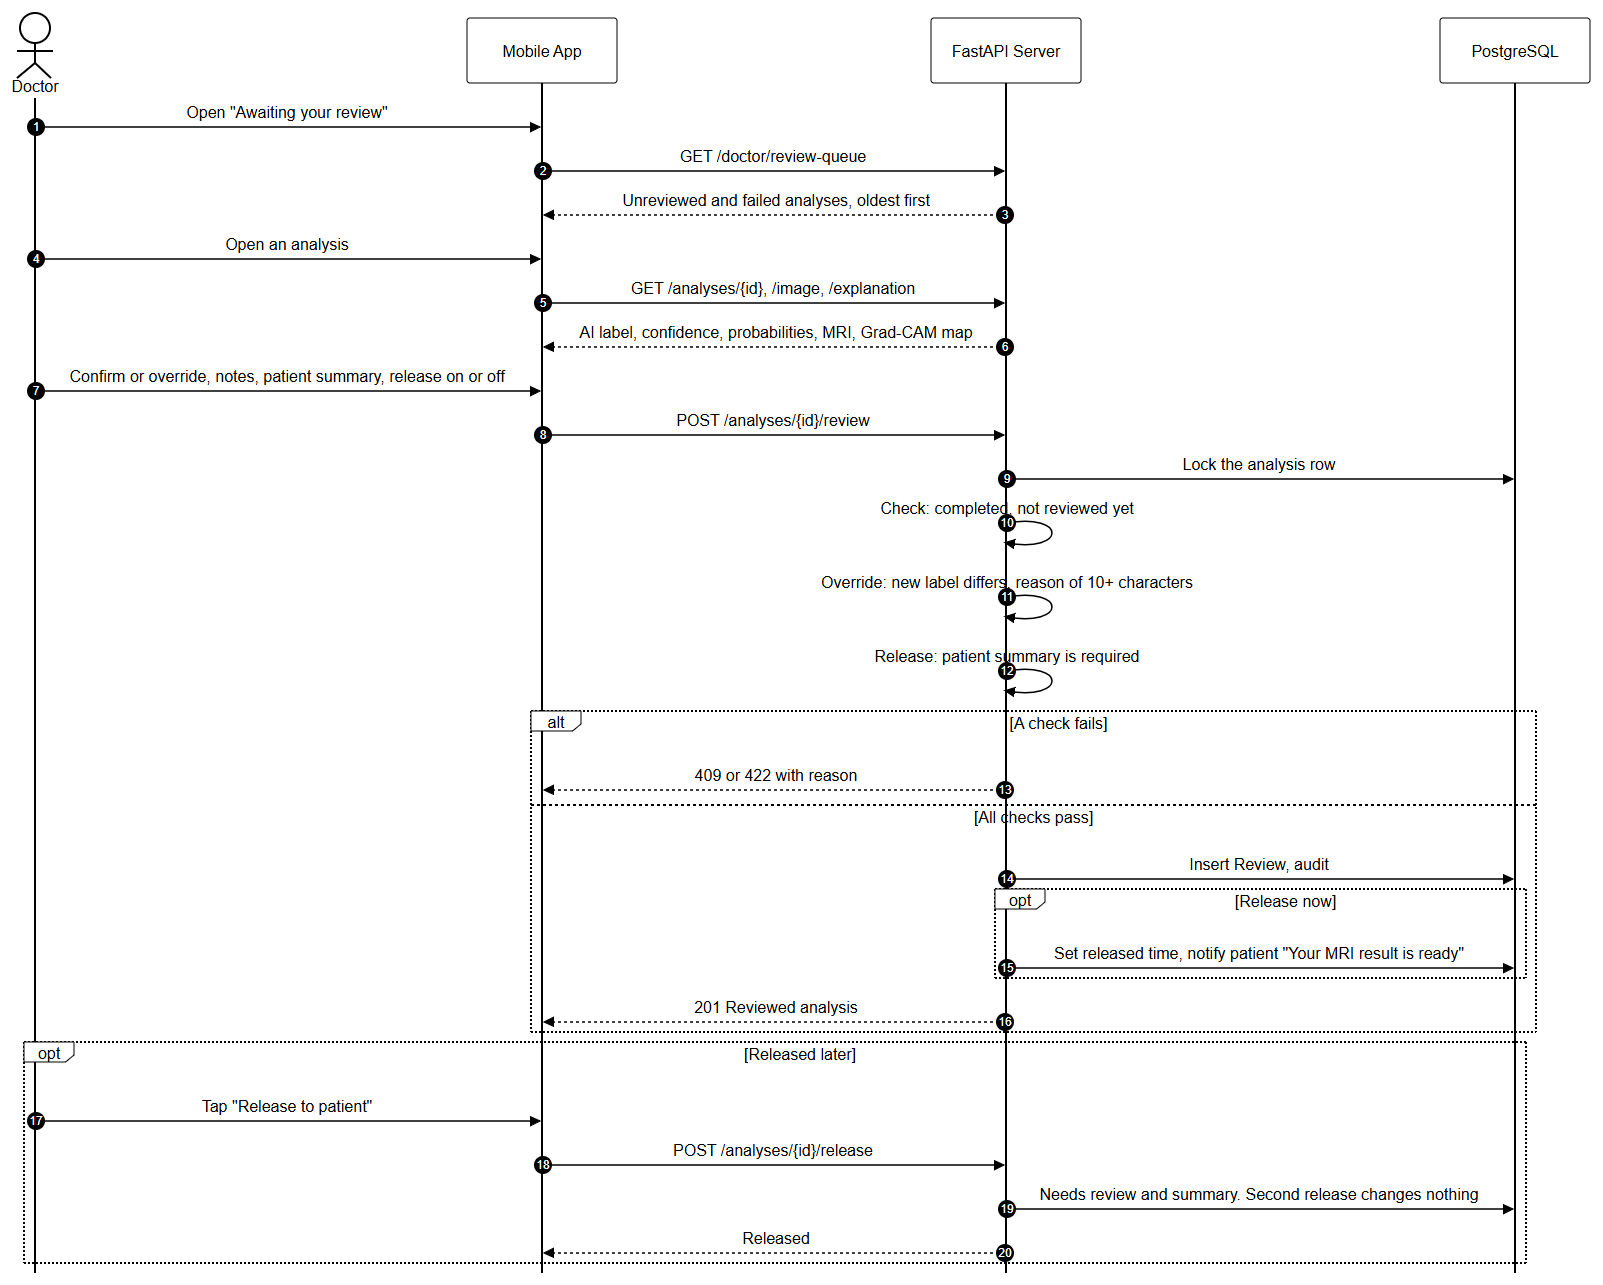 Doctor
Mobile App
FastAPI Server
PostgreSQL
Open "Awaiting your review"
1
GET /doctor/review-queue
2
Unreviewed and failed analyses, oldest first
3
Open an analysis
4
GET /analyses/{id}, /image, /explanation
5
AI label, confidence, probabilities, MRI, Grad-CAM map
6
Confirm or override, notes, patient summary, release on or off
7
POST /analyses/{id}/review
8
Lock the analysis row
9
Check: completed, not reviewed yet
10
Override: new label differs, reason of 10+ characters
11
Release: patient summary is required
12
alt
[A check fails]
409 or 422 with reason
13
[All checks pass]
Insert Review, audit
14
opt
[Release now]
Set released time, notify patient "Your MRI result is ready"
15
201 Reviewed analysis
16
opt
[Released later]
Tap "Release to patient"
17
POST /analyses/{id}/release
18
Needs review and summary. Second release changes nothing
19
Released
20